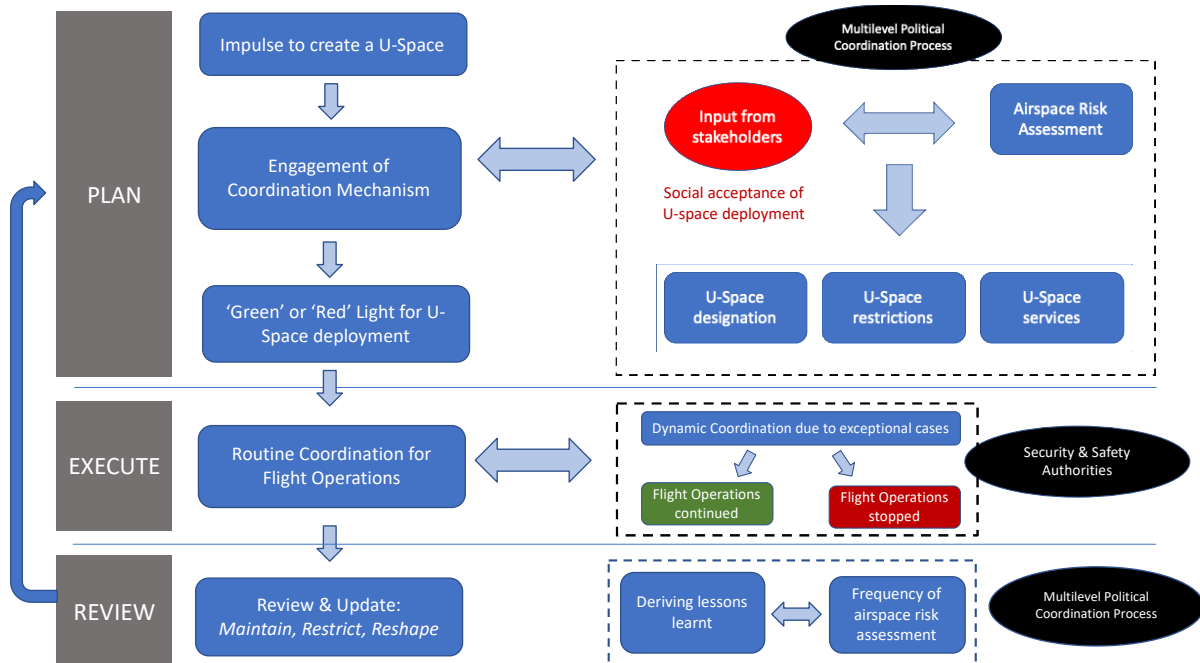 Impulse to create a U-Space
Multilevel Political
Coordination Process
PLAN
Engagement of
Coordination Mechanism
Input from
stakeholders
Airspace Risk
Assessment
Social acceptance of
U-space deployment
‘Green’ or ‘Red’ Light for U-
Space deployment
U-Space
designation
U-Space
restrictions
U-Space
services
EXECUTE
Routine Coordination for
Flight Operations
Dynamic Coordination due to exceptional cases
Flight Operations
continued
Flight Operations
stopped
Security & Safety
Authorities
REVIEW
Review & Update:
Maintain, Restrict, Reshape
Deriving lessons
learnt
Frequency of
airspace risk
assessment
Multilevel Political
Coordination Process